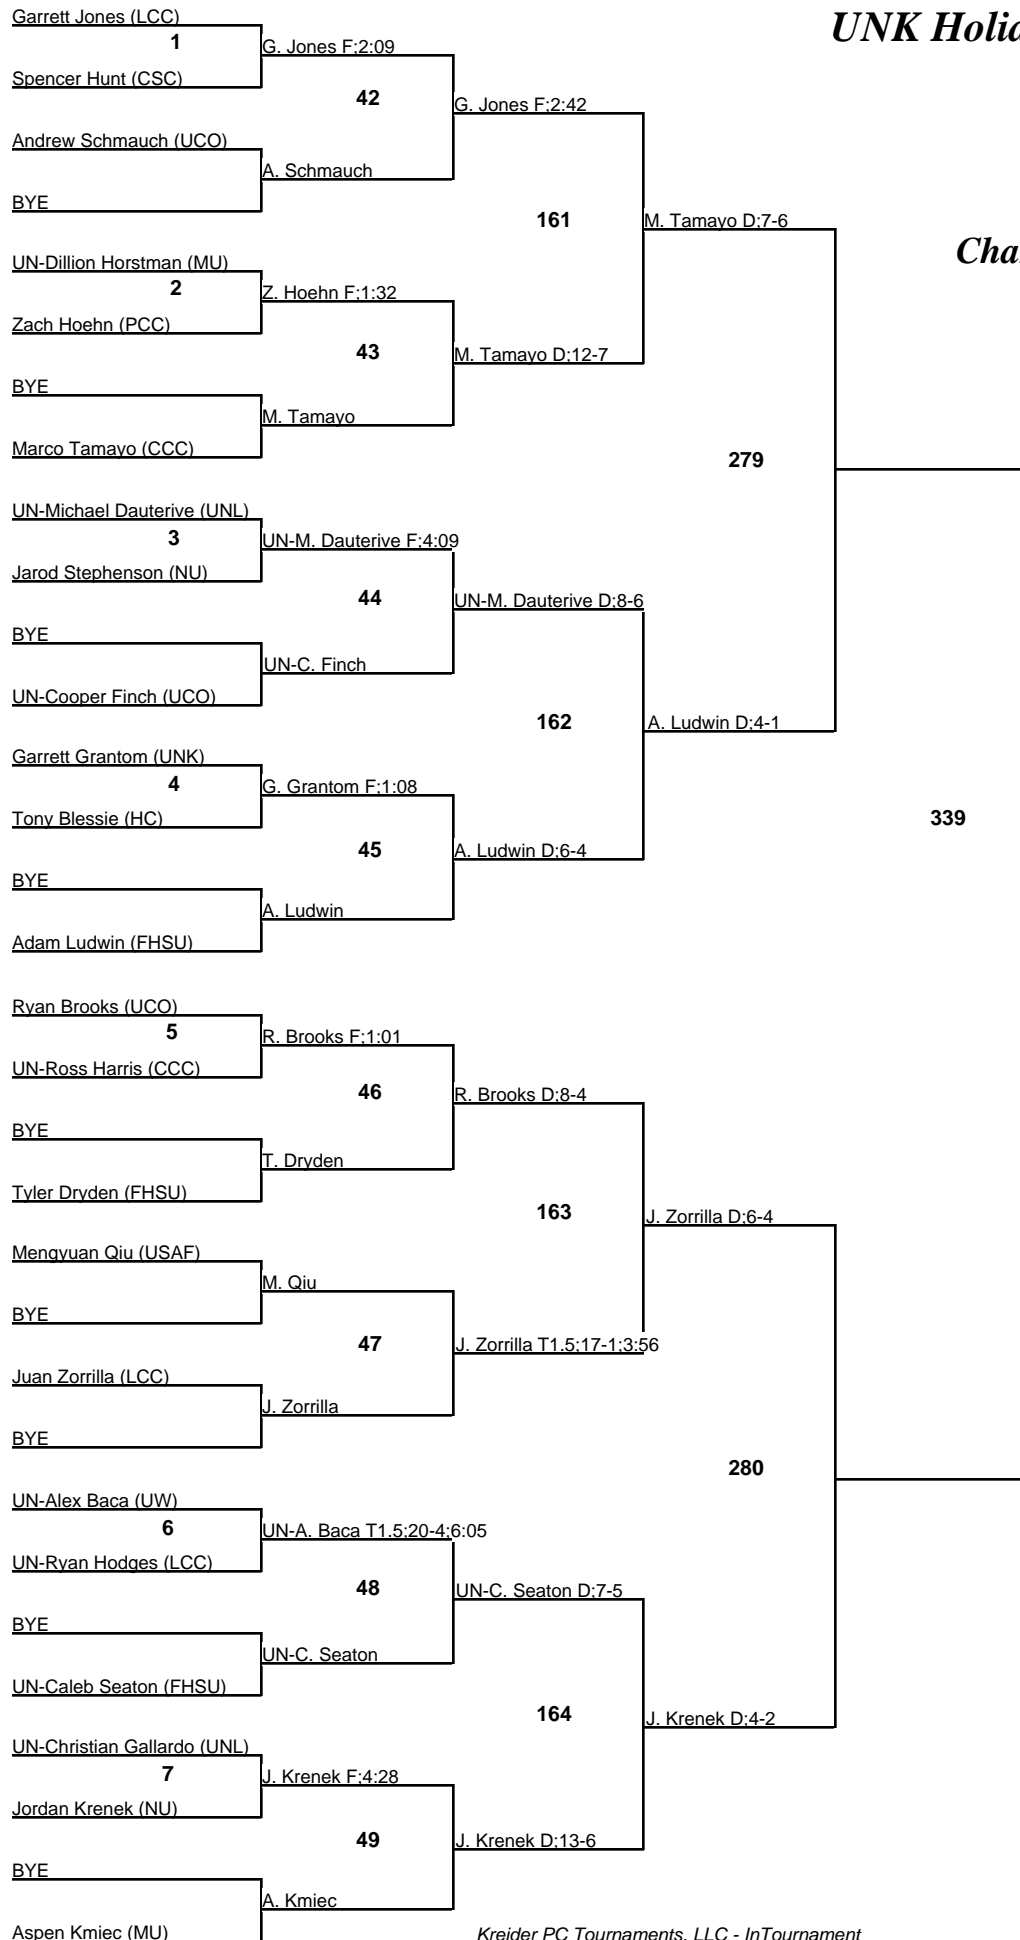 Garrett Jones (LCC)
UNK Holid
1
G. Jones F;2:09
Spencer Hunt (CSC)
42
G. Jones F;2:42
Andrew Schmauch (UCO)
A. Schmauch
BYE
161
M. Tamayo D;7-6
Cha
UN-Dillion Horstman (MU)
2
Z. Hoehn F;1:32
Zach Hoehn (PCC)
43
M. Tamayo D;12-7
BYE
M. Tamayo
Marco Tamayo (CCC)
279
UN-Michael Dauterive (UNL)
3
UN-M. Dauterive F;4:09
Jarod Stephenson (NU)
44
UN-M. Dauterive D;8-6
BYE
UN-C. Finch
UN-Cooper Finch (UCO)
162
A. Ludwin D;4-1
Garrett Grantom (UNK)
4
G. Grantom F;1:08
Tony Blessie (HC)
339
45
A. Ludwin D;6-4
BYE
A. Ludwin
Adam Ludwin (FHSU)
Ryan Brooks (UCO)
5
R. Brooks F;1:01
UN-Ross Harris (CCC)
46
R. Brooks D;8-4
BYE
T. Dryden
Tyler Dryden (FHSU)
163
J. Zorrilla D;6-4
Mengyuan Qiu (USAF)
M. Qiu
BYE
47
J. Zorrilla T1.5;17-1;3:56
Juan Zorrilla (LCC)
J. Zorrilla
BYE
280
UN-Alex Baca (UW)
6
UN-A. Baca T1.5;20-4;6:05
UN-Ryan Hodges (LCC)
48
UN-C. Seaton D;7-5
BYE
UN-C. Seaton
UN-Caleb Seaton (FHSU)
164
J. Krenek D;4-2
UN-Christian Gallardo (UNL)
7
J. Krenek F;4:28
Jordan Krenek (NU)
49
J. Krenek D;13-6
BYE
A. Kmiec
Aspen Kmiec (MU)
Kreider PC Tournaments, LLC - InTournament